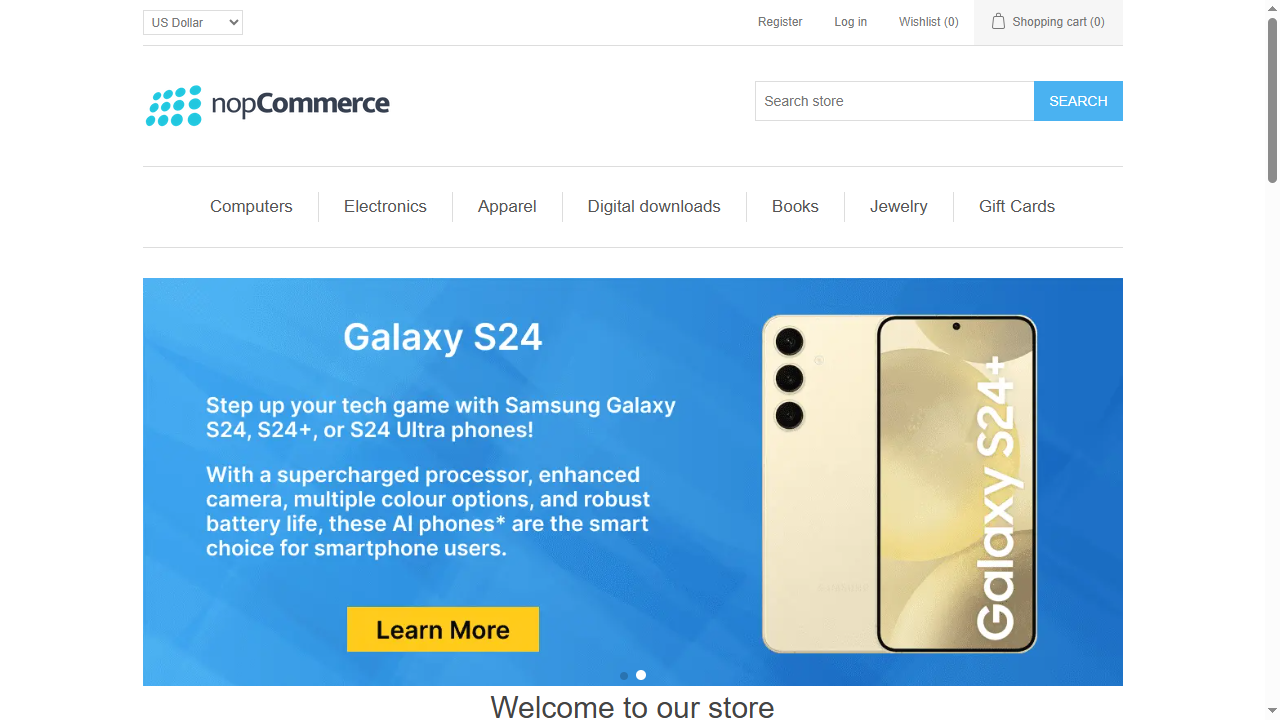 US Dollar
Register
Log in
Wishlist (0)
Shopping cart (0)
nopCommerce
Search store
SEARCH
Computers
Electronics
Apparel
Digital downloads
Books
Jewelry
Gift Cards
Galaxy S24
Step up your tech game with Samsung Galaxy
S24, S24+, or S24 Ultra phones!
With a supercharged processor, enhanced
camera, multiple colour options, and robust
battery life, these AI phones* are the smart
choice for smartphone users.
Learn More
Galaxy S24+
Welcome to our store